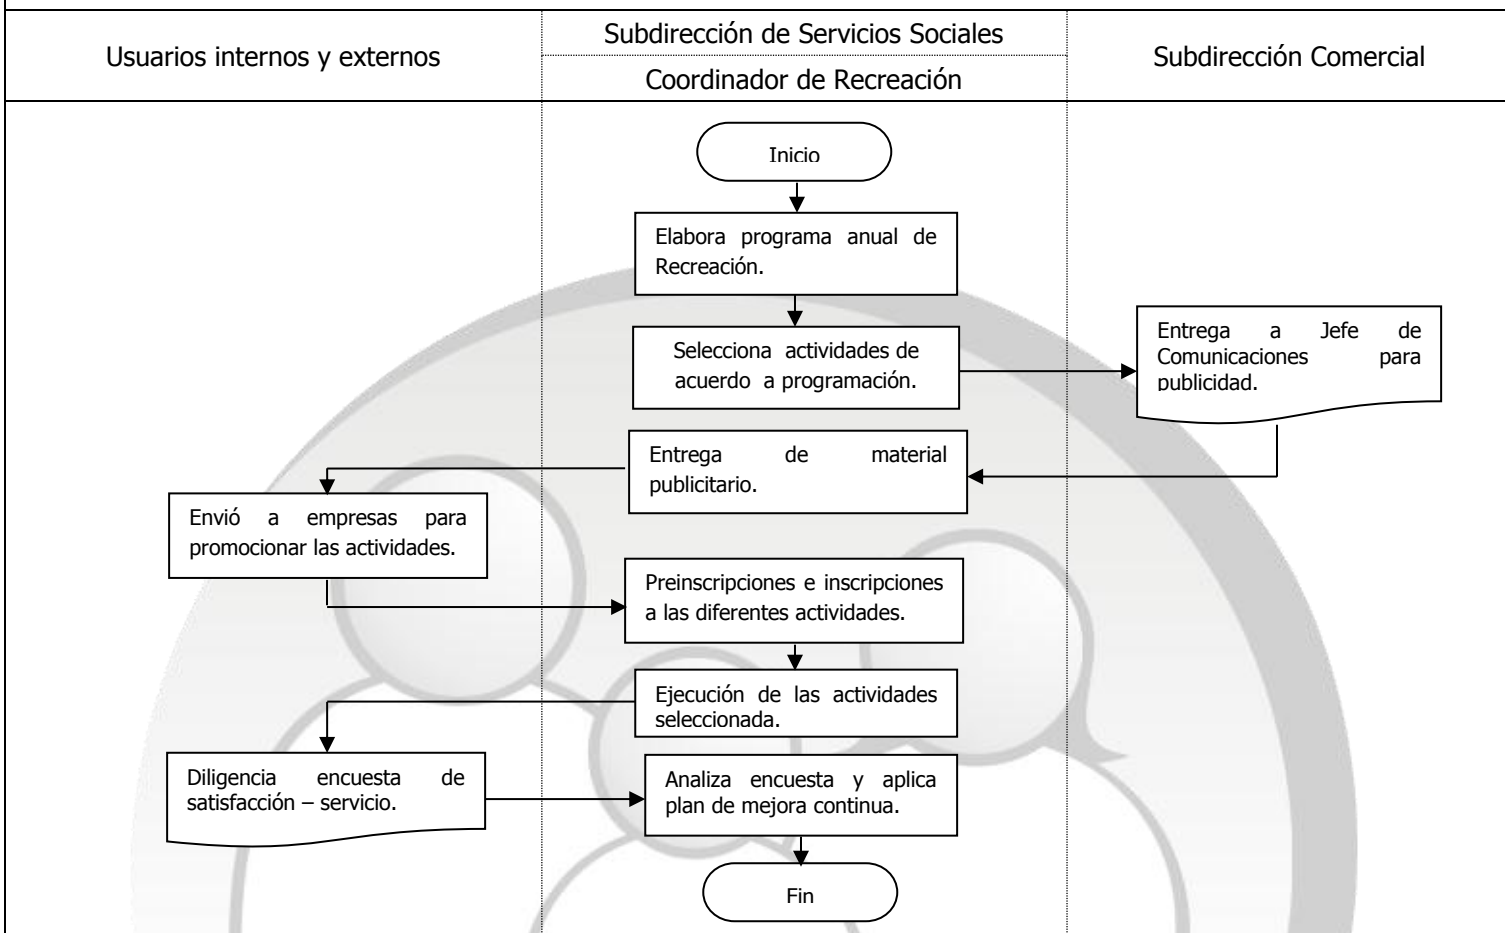 Usuarios internos y externos
Subdirección de Servicios Sociales
Coordinador de Recreación
Subdirección Comercial
Inicio
Elabora programa anual de
Recreación.
Selecciona actividades de
acuerdo a programación.
Entrega a Jefe de
Comunicaciones para
publicidad.
Entrega de material
publicitario.
Envió a empresas para
promocionar las actividades.
Preinscripciones e inscripciones
a las diferentes actividades.
Ejecución de las actividades
seleccionada.
Diligencia encuesta de
satisfacción – servicio.
Analiza encuesta y aplica
plan de mejora continua.
Fin